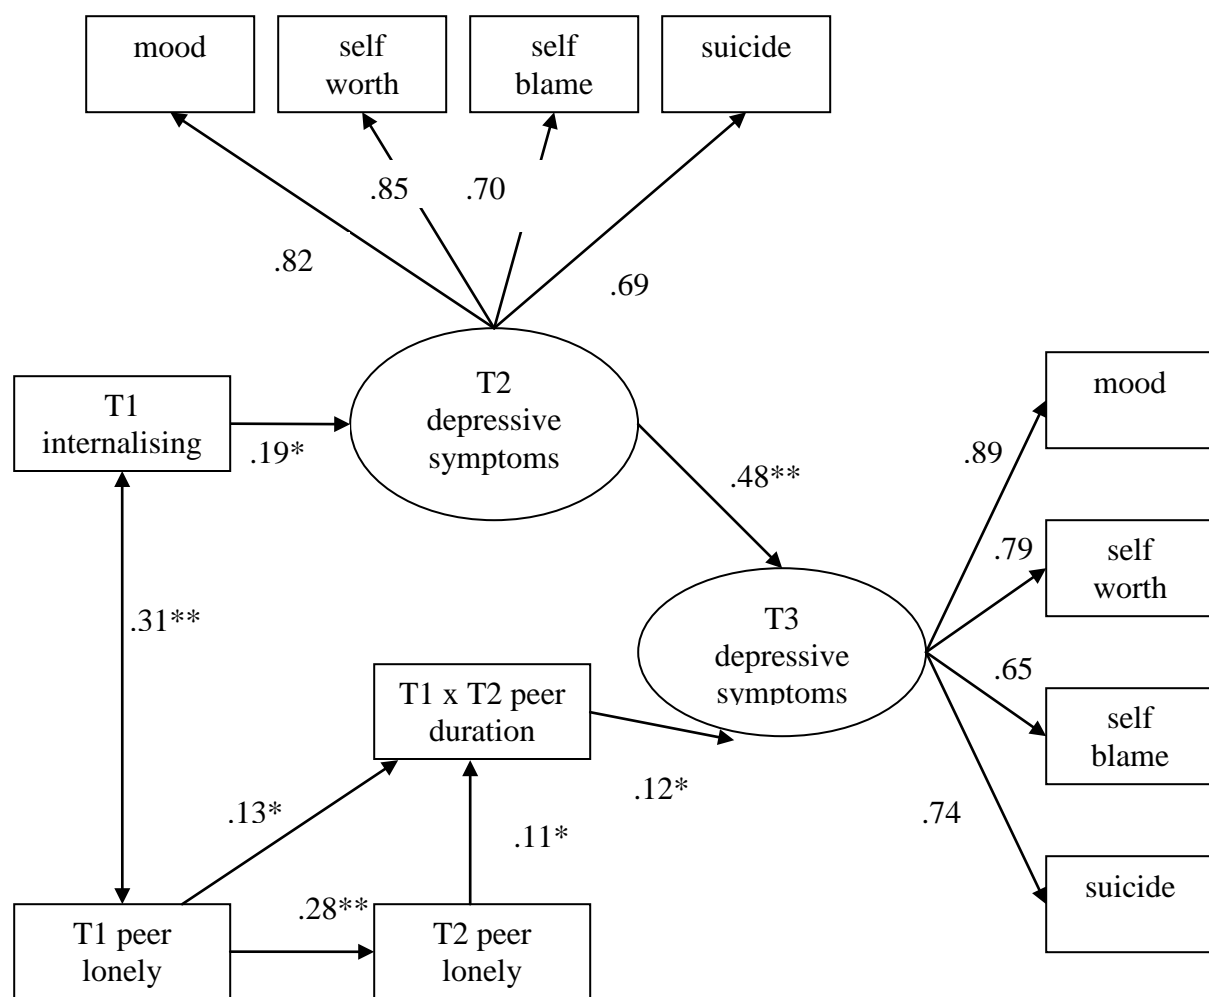 mood
self
worth
self
blame
suicide
.85
.70
.82
.69
T1
internalising
.19*
T2
depressive
symptoms
.48**
mood
.89
.79
self
worth
.31**
T3
depressive
symptoms
.65
T1 x T2 peer
duration
self
blame
.12*
.74
.13*
.11*
suicide
.28**
T1 peer
lonely
T2 peer
lonely